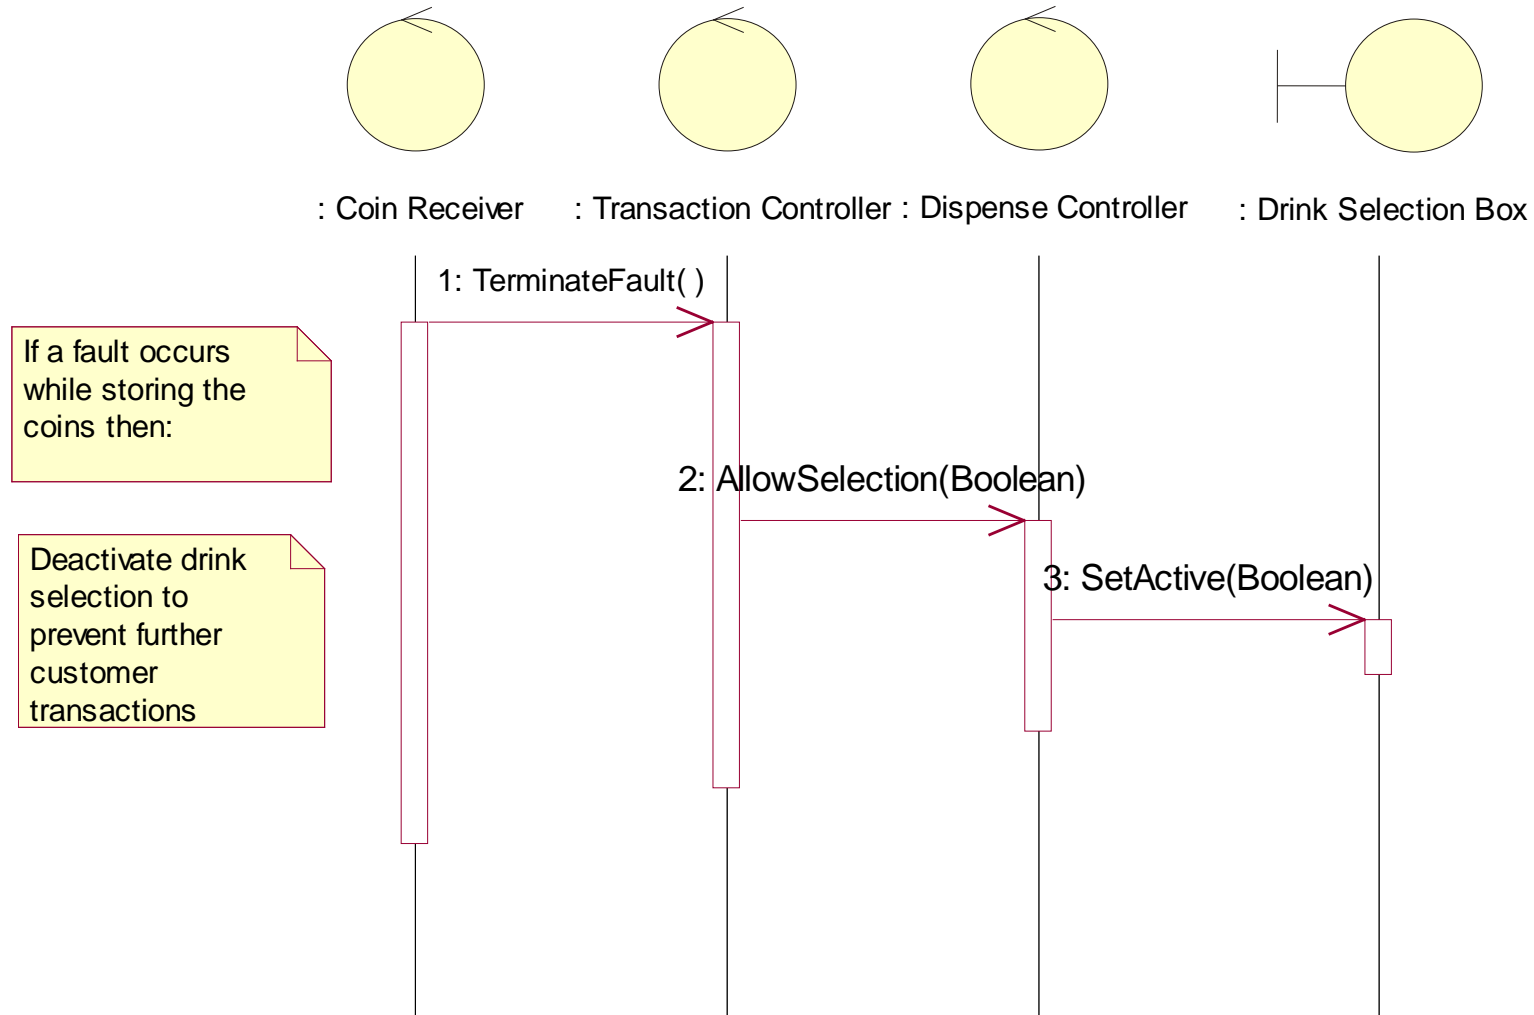 : Coin Receiver
: Transaction Controller
: Dispense Controller
: Drink Selection Box
1: TerminateFault( )
If a fault occurs
while storing the
coins then:
2: AllowSelection(Boolean)
Deactivate drink
selection to
prevent further
customer
transactions
3: SetActive(Boolean)